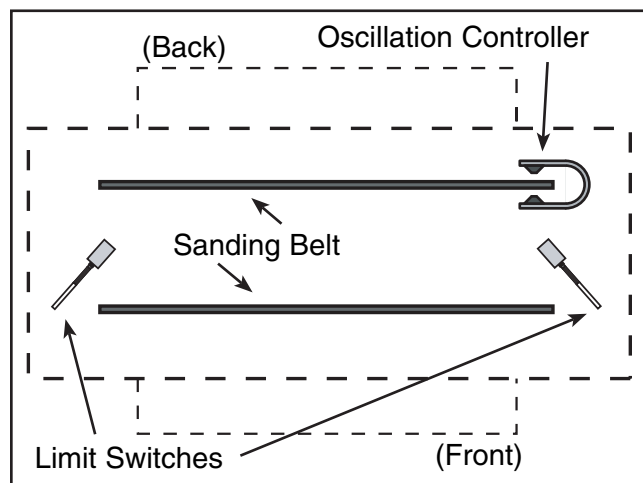 Oscillation Controller
(Back)
Sanding Belt
Limit Switches
(Front)